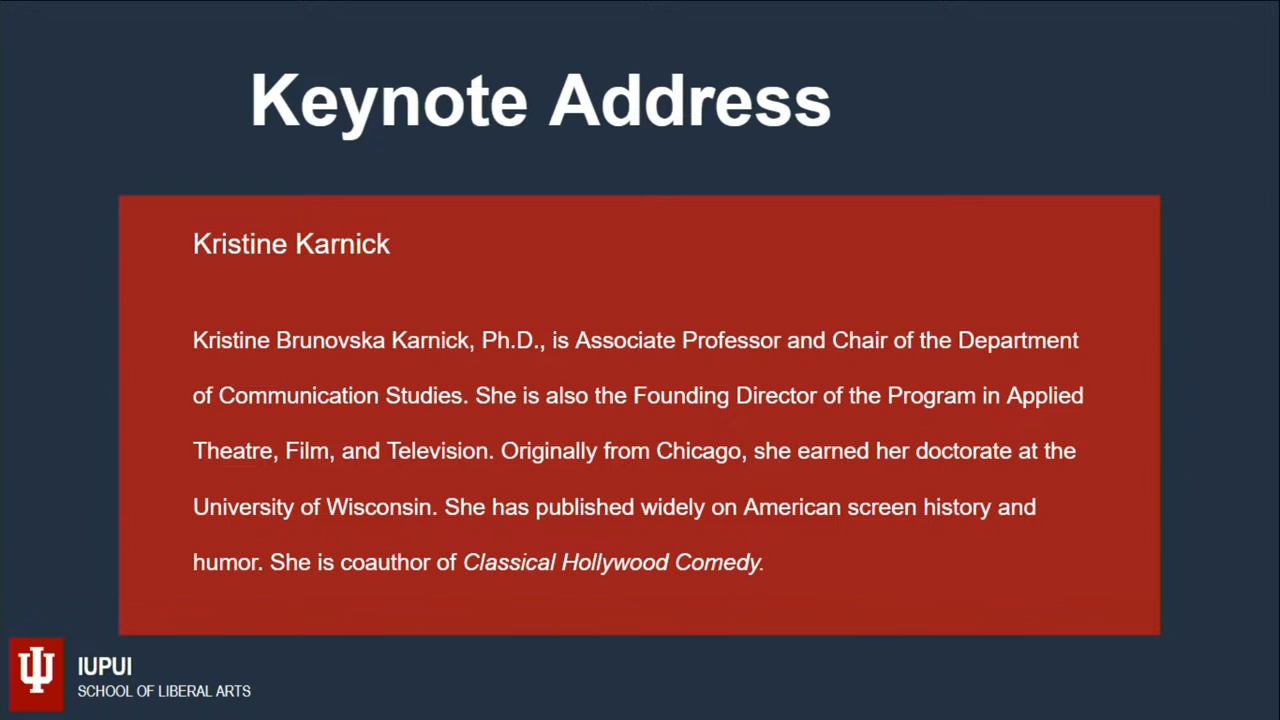 Keynote Address
Kristine Karnick
Kristine Brunovska Karnick, Ph.D., is Associate Professor and Chair of the Department
of Communication Studies. She is also the Founding Director of the Program in Applied
Theatre, Film, and Television. Originally from Chicago, she earned her doctorate at the
University of Wisconsin. She has published widely on American screen history and
humor. She is coauthor of Classical Hollywood Comedy.
IUPUI
SCHOOL OF LIBERAL ARTS